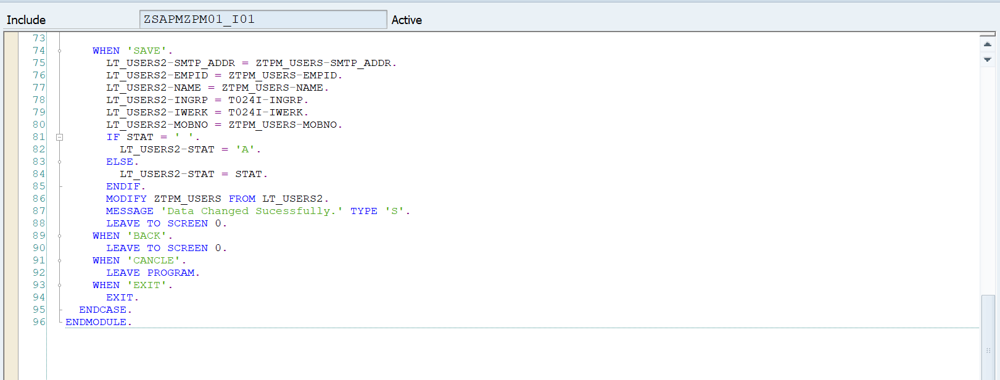 Include ZSAPMZPM01_I01 Active
73
74 WHEN 'SAVE'.
75 LT_USERS2-SMTP_ADDR = ZTPM_USERS-SMTP_ADDR.
76 LT_USERS2-EMPID = ZTPM_USERS-EMPID.
77 LT_USERS2-NAME = ZTPM_USERS-NAME.
78 LT_USERS2-INGRP = T024I-INGRP.
79 LT_USERS2-IWERK = T024I-IWERK.
80 LT_USERS2-MOBNO = ZTPM_USERS-MOBNO.
81 IF STAT = ' '.
82 LT_USERS2-STAT = 'A'.
83 ELSE.
84 LT_USERS2-STAT = STAT.
85 ENDIF.
86 MODIFY ZTPM_USERS FROM LT_USERS2.
87 MESSAGE 'Data Changed Sucessfully.' TYPE 'S'.
88 LEAVE TO SCREEN 0.
89 WHEN 'BACK'.
90 LEAVE TO SCREEN 0.
91 WHEN 'CANCLE'.
92 LEAVE PROGRAM.
93 WHEN 'EXIT'.
94 EXIT.
95 ENDCASE.
96 ENDMODULE.